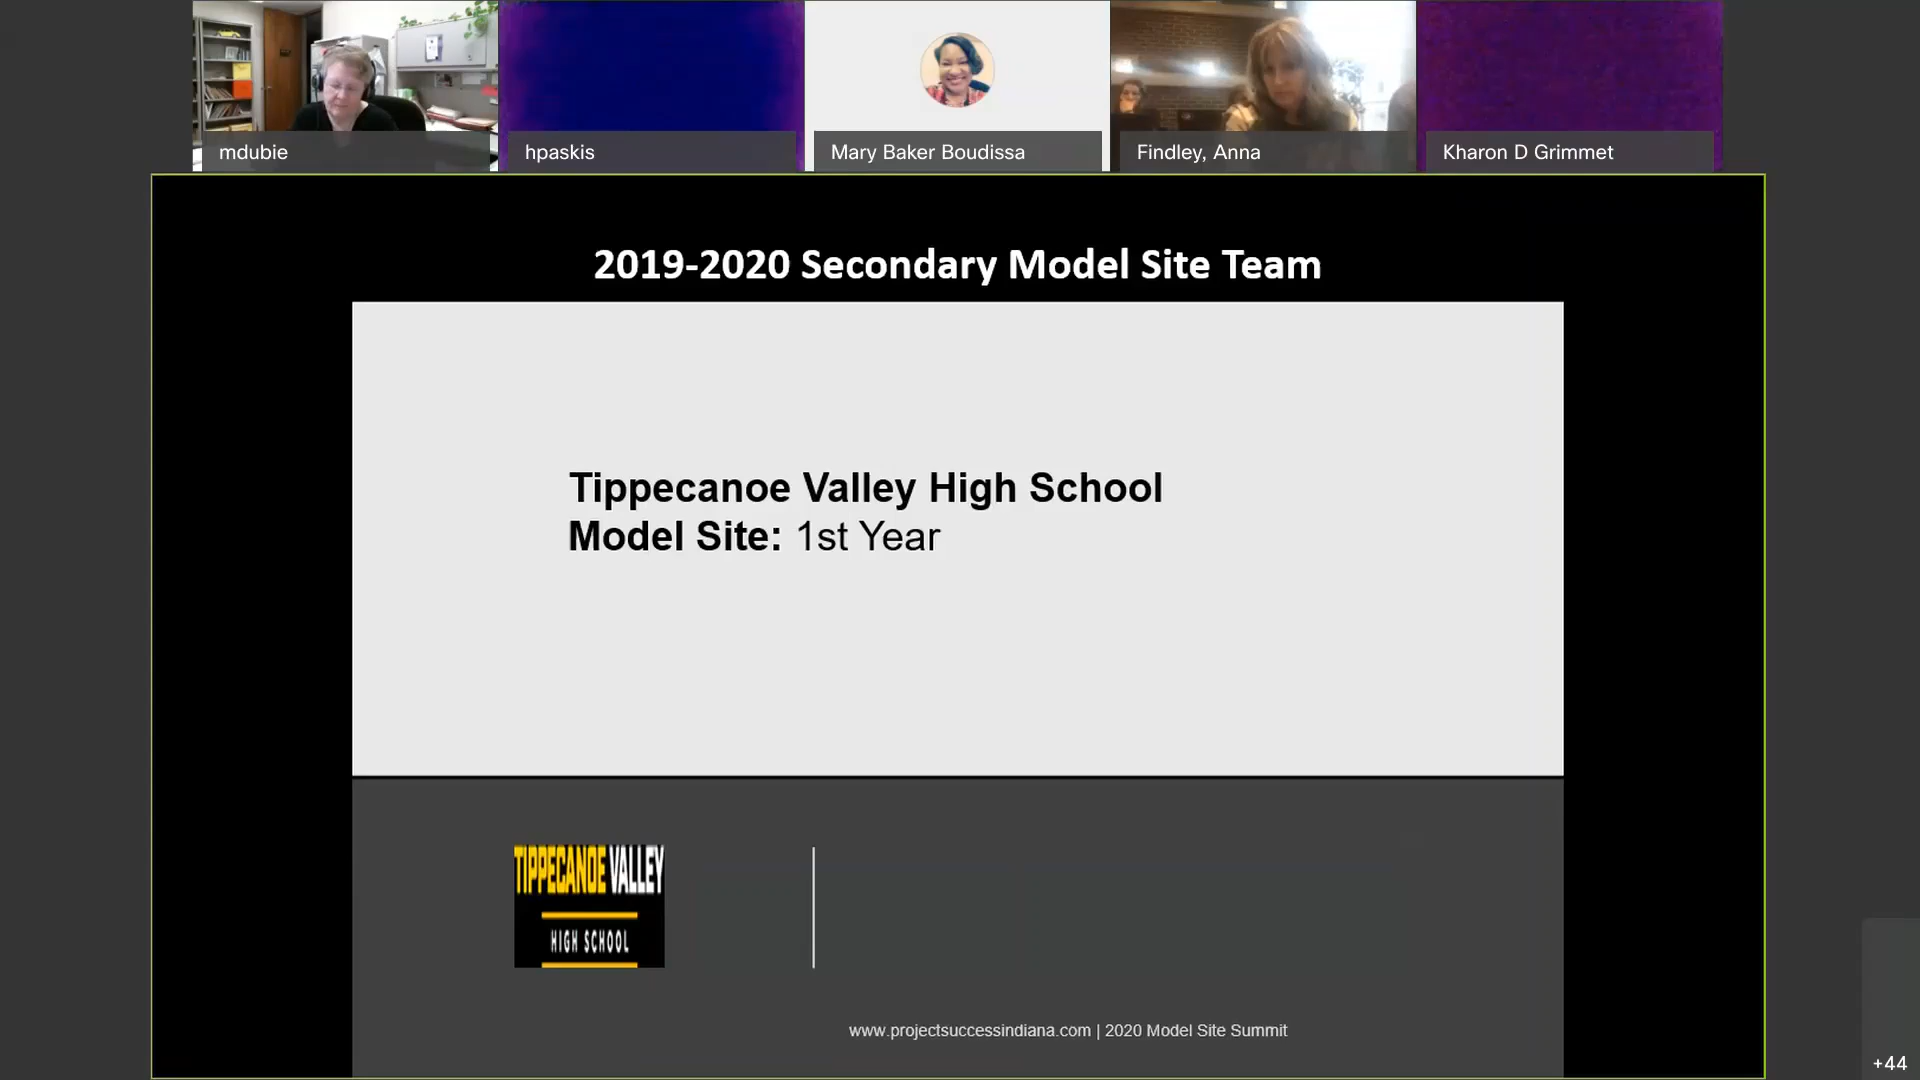 mdubie
hpaskis
Mary Baker Boudissa
Findley, Anna
Kharon D Grimmet
2019-2020 Secondary Model Site Team
Tippecanoe Valley High School
Model Site: 1st Year
TIPPECANOE VALLEY
HIGH SCHOOL
www.projectsuccessindiana.com | 2020 Model Site Summit
+44